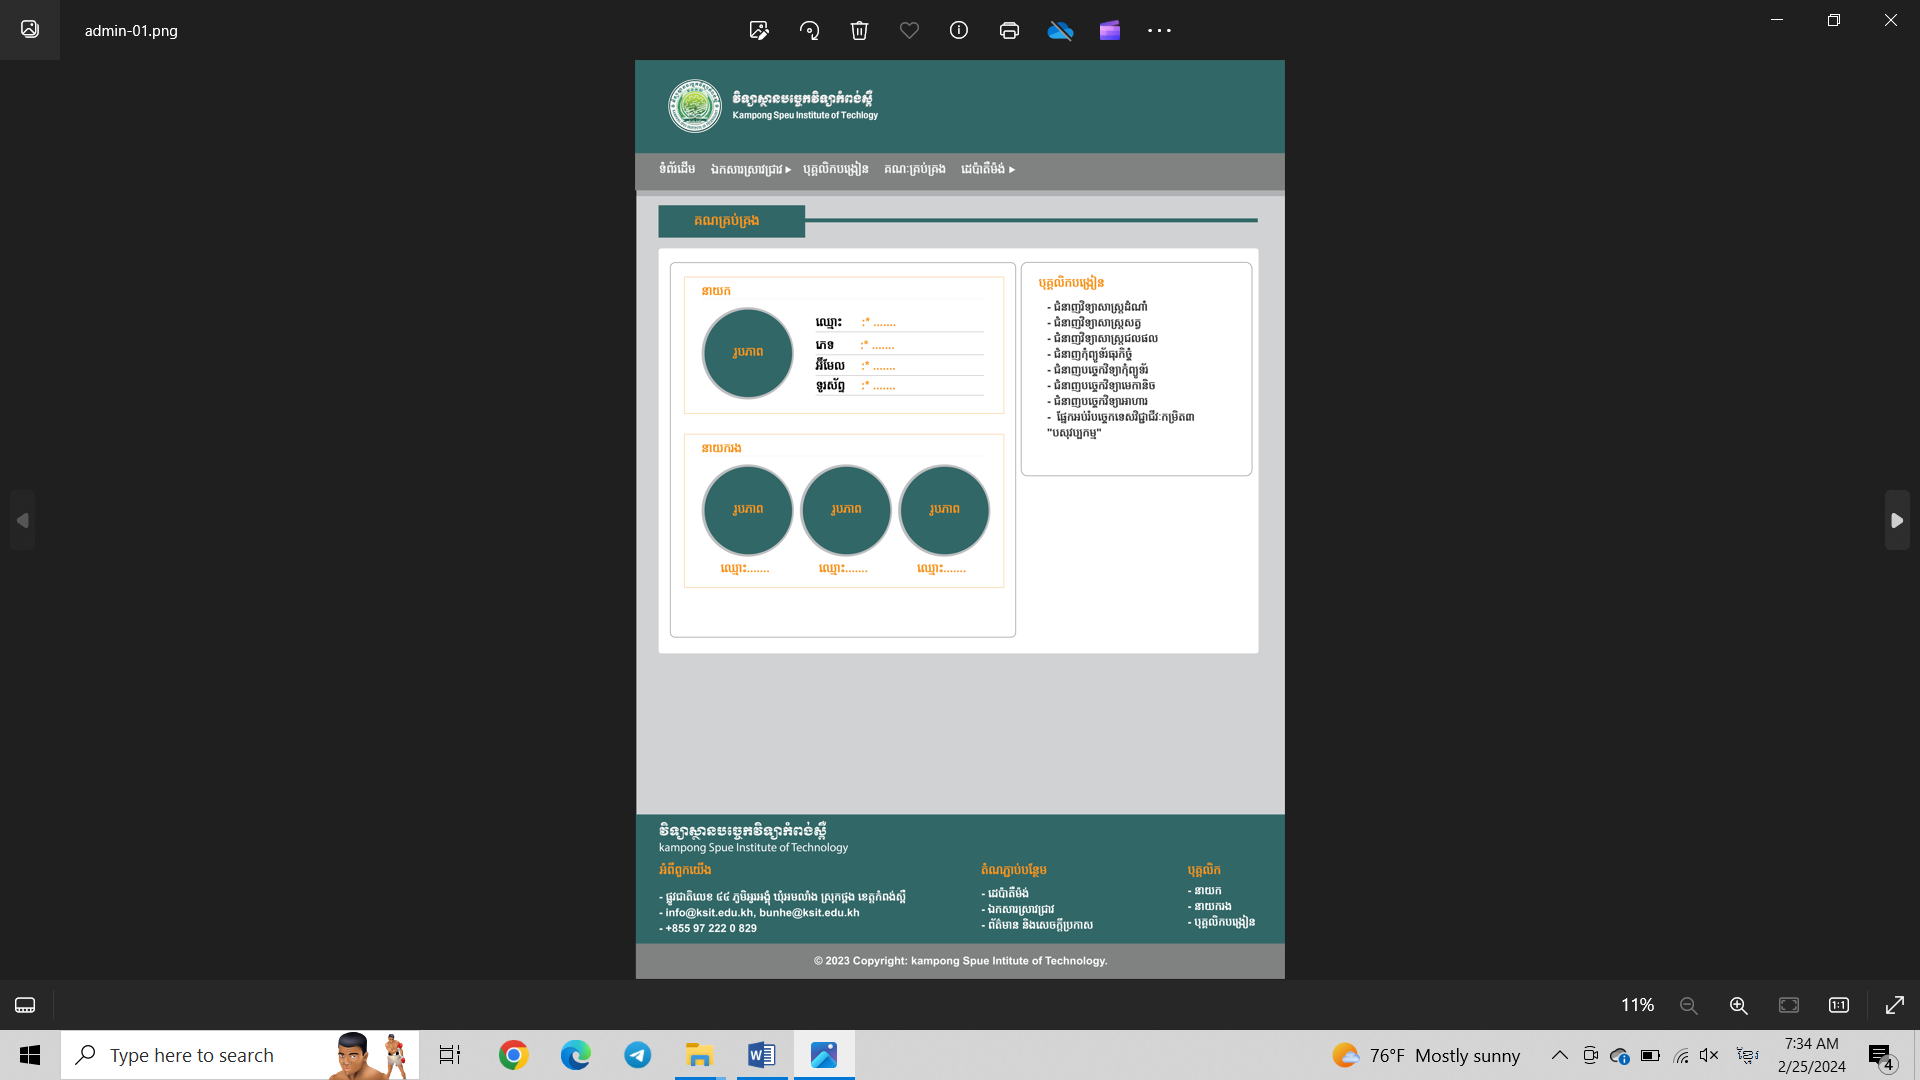 admin-01.png
វិទ្យាស្ថានបច្ចេកវិទ្យាកំពង់ស្ពឺ
Kampong Speu Institute of Techlogy
ទំព័រដើម ឯកសារស្រាវជ្រាវ ▸ បុគ្គលិកបង្រៀន គណៈគ្រប់គ្រង ដេប៉ាតឺម៉ង់ ▸
គណគ្រប់គ្រង
នាយក
រូបភាព
ឈ្មោះ :* .......
ភេទ :* .......
អ៊ីមែល :* .......
ទូរស័ព្ទ :* .......
នាយករង
រូបភាព រូបភាព រូបភាព
ឈ្មោះ....... ឈ្មោះ....... ឈ្មោះ.......
បុគ្គលិកបង្រៀន
- ជំនាញវិទ្យាសាស្ត្រដំណាំ
- ជំនាញវិទ្យាសាស្ត្រសត្វ
- ជំនាញវិទ្យាសាស្ត្រជលផល
- ជំនាញកុំព្យូទ័រធុរកិច្ច
- ជំនាញបច្ចេកវិទ្យាកុំព្យូទ័រ
- ជំនាញបច្ចេកវិទ្យាមេកានិច
- ជំនាញបច្ចេកវិទ្យាអាហារ
- ផ្នែកអប់រំបច្ចេកទេសវិជ្ជាជីវៈកម្រិត៣
"បសុវប្បកម្ម"
វិទ្យាស្ថានបច្ចេកវិទ្យាកំពង់ស្ពឺ
kampong Spue Institute of Technology
អំពីពួកយើង
- ផ្លូវជាតិលេខ ៤៤ ភូមិអូរអង្គុំ ឃុំអមលាំង ស្រុកថ្ពង ខេត្តកំពង់ស្ពឺ
- info@ksit.edu.kh, bunhe@ksit.edu.kh
- +855 97 222 0 829
តំណភ្ជាប់បន្ថែម
- ដេប៉ាតឺម៉ង់
- ឯកសារស្រាវជ្រាវ
- ព័ត៌មាន និងសេចក្ដីប្រកាស
បុគ្គលិក
- នាយក
- នាយករង
- បុគ្គលិកបង្រៀន
© 2023 Copyright: kampong Spue Intitute of Technology.
11%
1:1
Type here to search
76°F Mostly sunny
ខ្មែរ
7:34 AM
2/25/2024
4